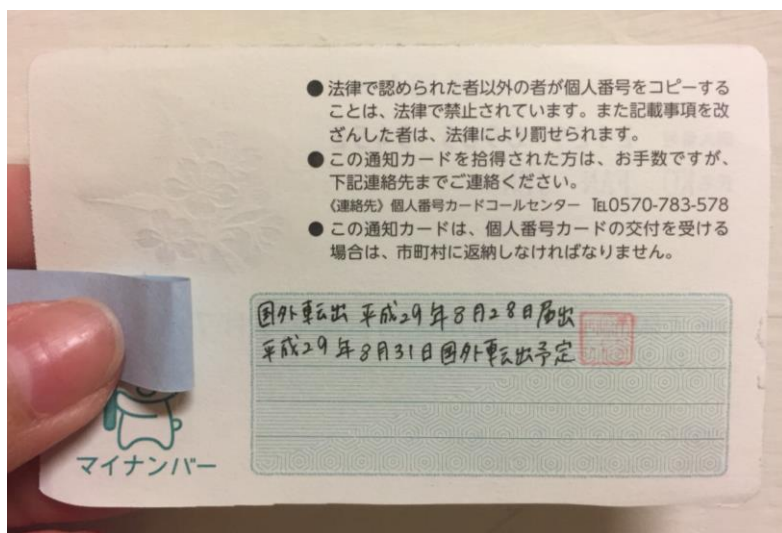 ● 法律で認められた者以外の者が個人番号をコピーする
ことは、法律で禁止されています。また記載事項を改
ざんした者は、法律により罰せられます。
● この通知カードを拾得された方は、お手数ですが、
下記連絡先までご連絡ください。
《連絡先》個人番号カードコールセンター ℡0570-783-578
● この通知カードは、個人番号カードの交付を受ける
場合は、市町村に返納しなければなりません。
国外転出 平成29年8月28日届出
平成29年8月31日国外転出予定
マイナンバー